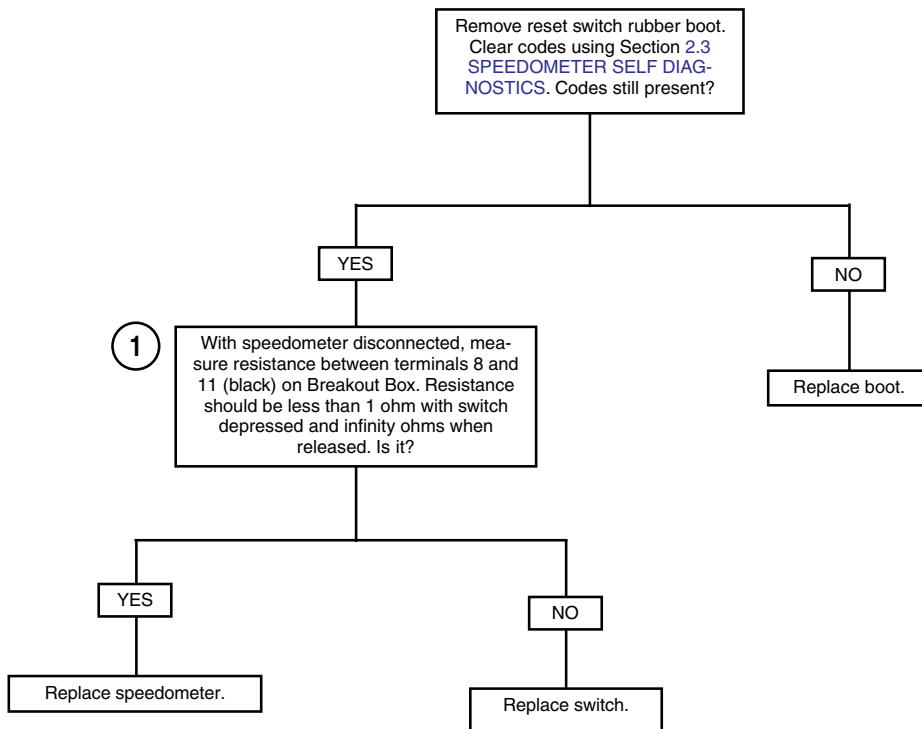 Remove reset switch rubber boot.
Clear codes using Section 2.3
SPEEDOMETER SELF DIAG-
NOSTICS. Codes still present?
YES
NO
1
With speedometer disconnected, mea-
sure resistance between terminals 8 and
11 (black) on Breakout Box. Resistance
should be less than 1 ohm with switch
depressed and infinity ohms when
released. Is it?
Replace boot.
YES
NO
Replace speedometer.
Replace switch.